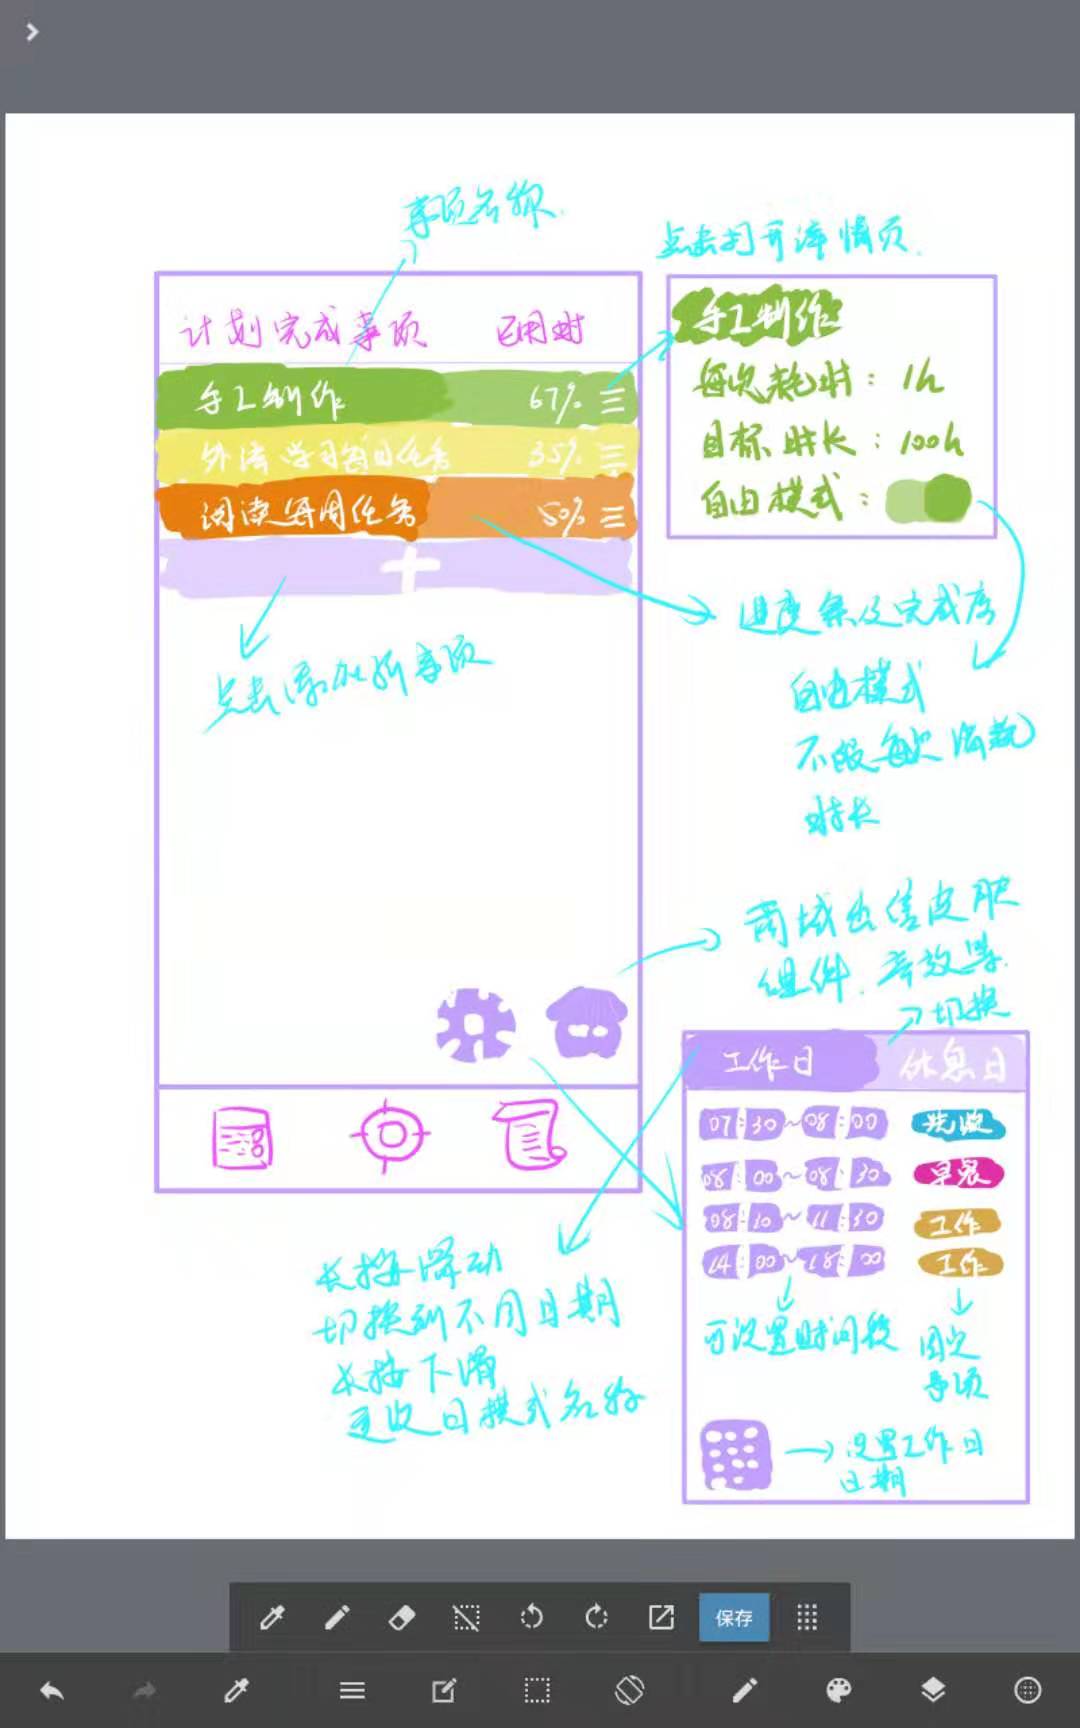 事项名称
点击打开详情页
计划完成事项 已用时
手工制作 67%
外语学习每日任务 35%
阅读每周任务 50%
+
点击添加新事项
手工制作
每次耗时：1h
目标时长：100h
自由模式：
进度条及完成度
自由模式
不限每次
时长
商城出售皮肤
组件、音效等
切换
工作日 休息日
07:30~08:00 洗漱
08:00~08:30 早餐
08:10~11:30 工作
14:00~18:00 工作
可设置时间段
固定
事项
设置工作日
日期
长按滑动
切换到不同日期
长按下滑
更改日模式名称
保存